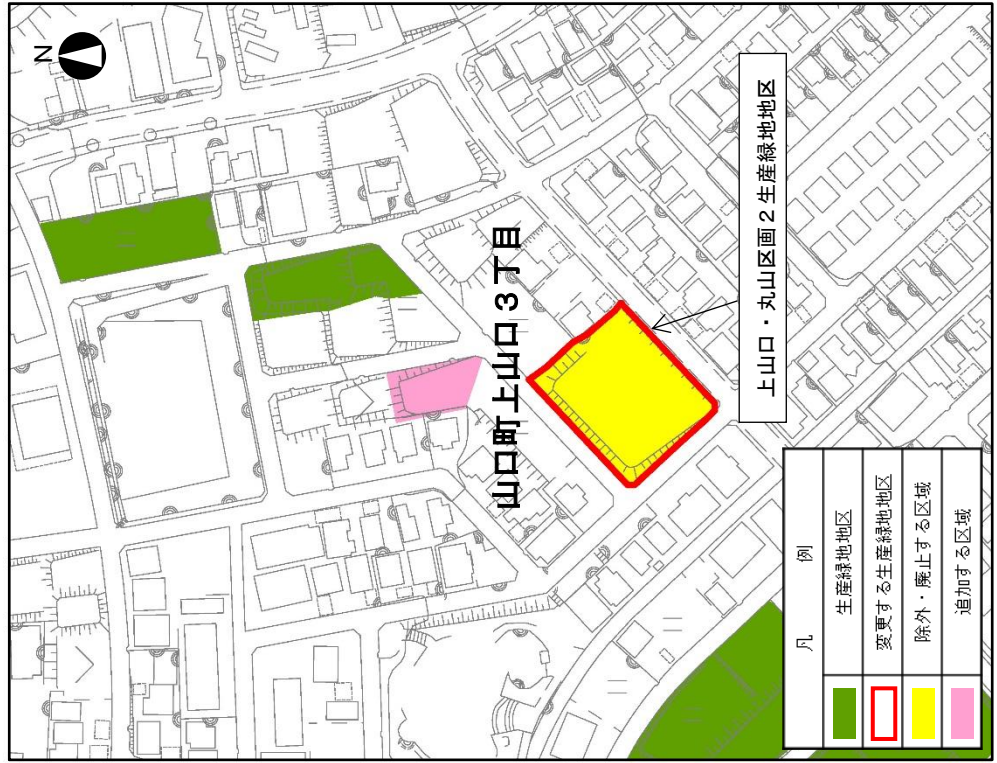 N
山口町上山口3丁目
上山口・丸山区画2生産緑地地区
凡 例
生産緑地地区
変更する生産緑地地区
除外・廃止する区域
追加する区域